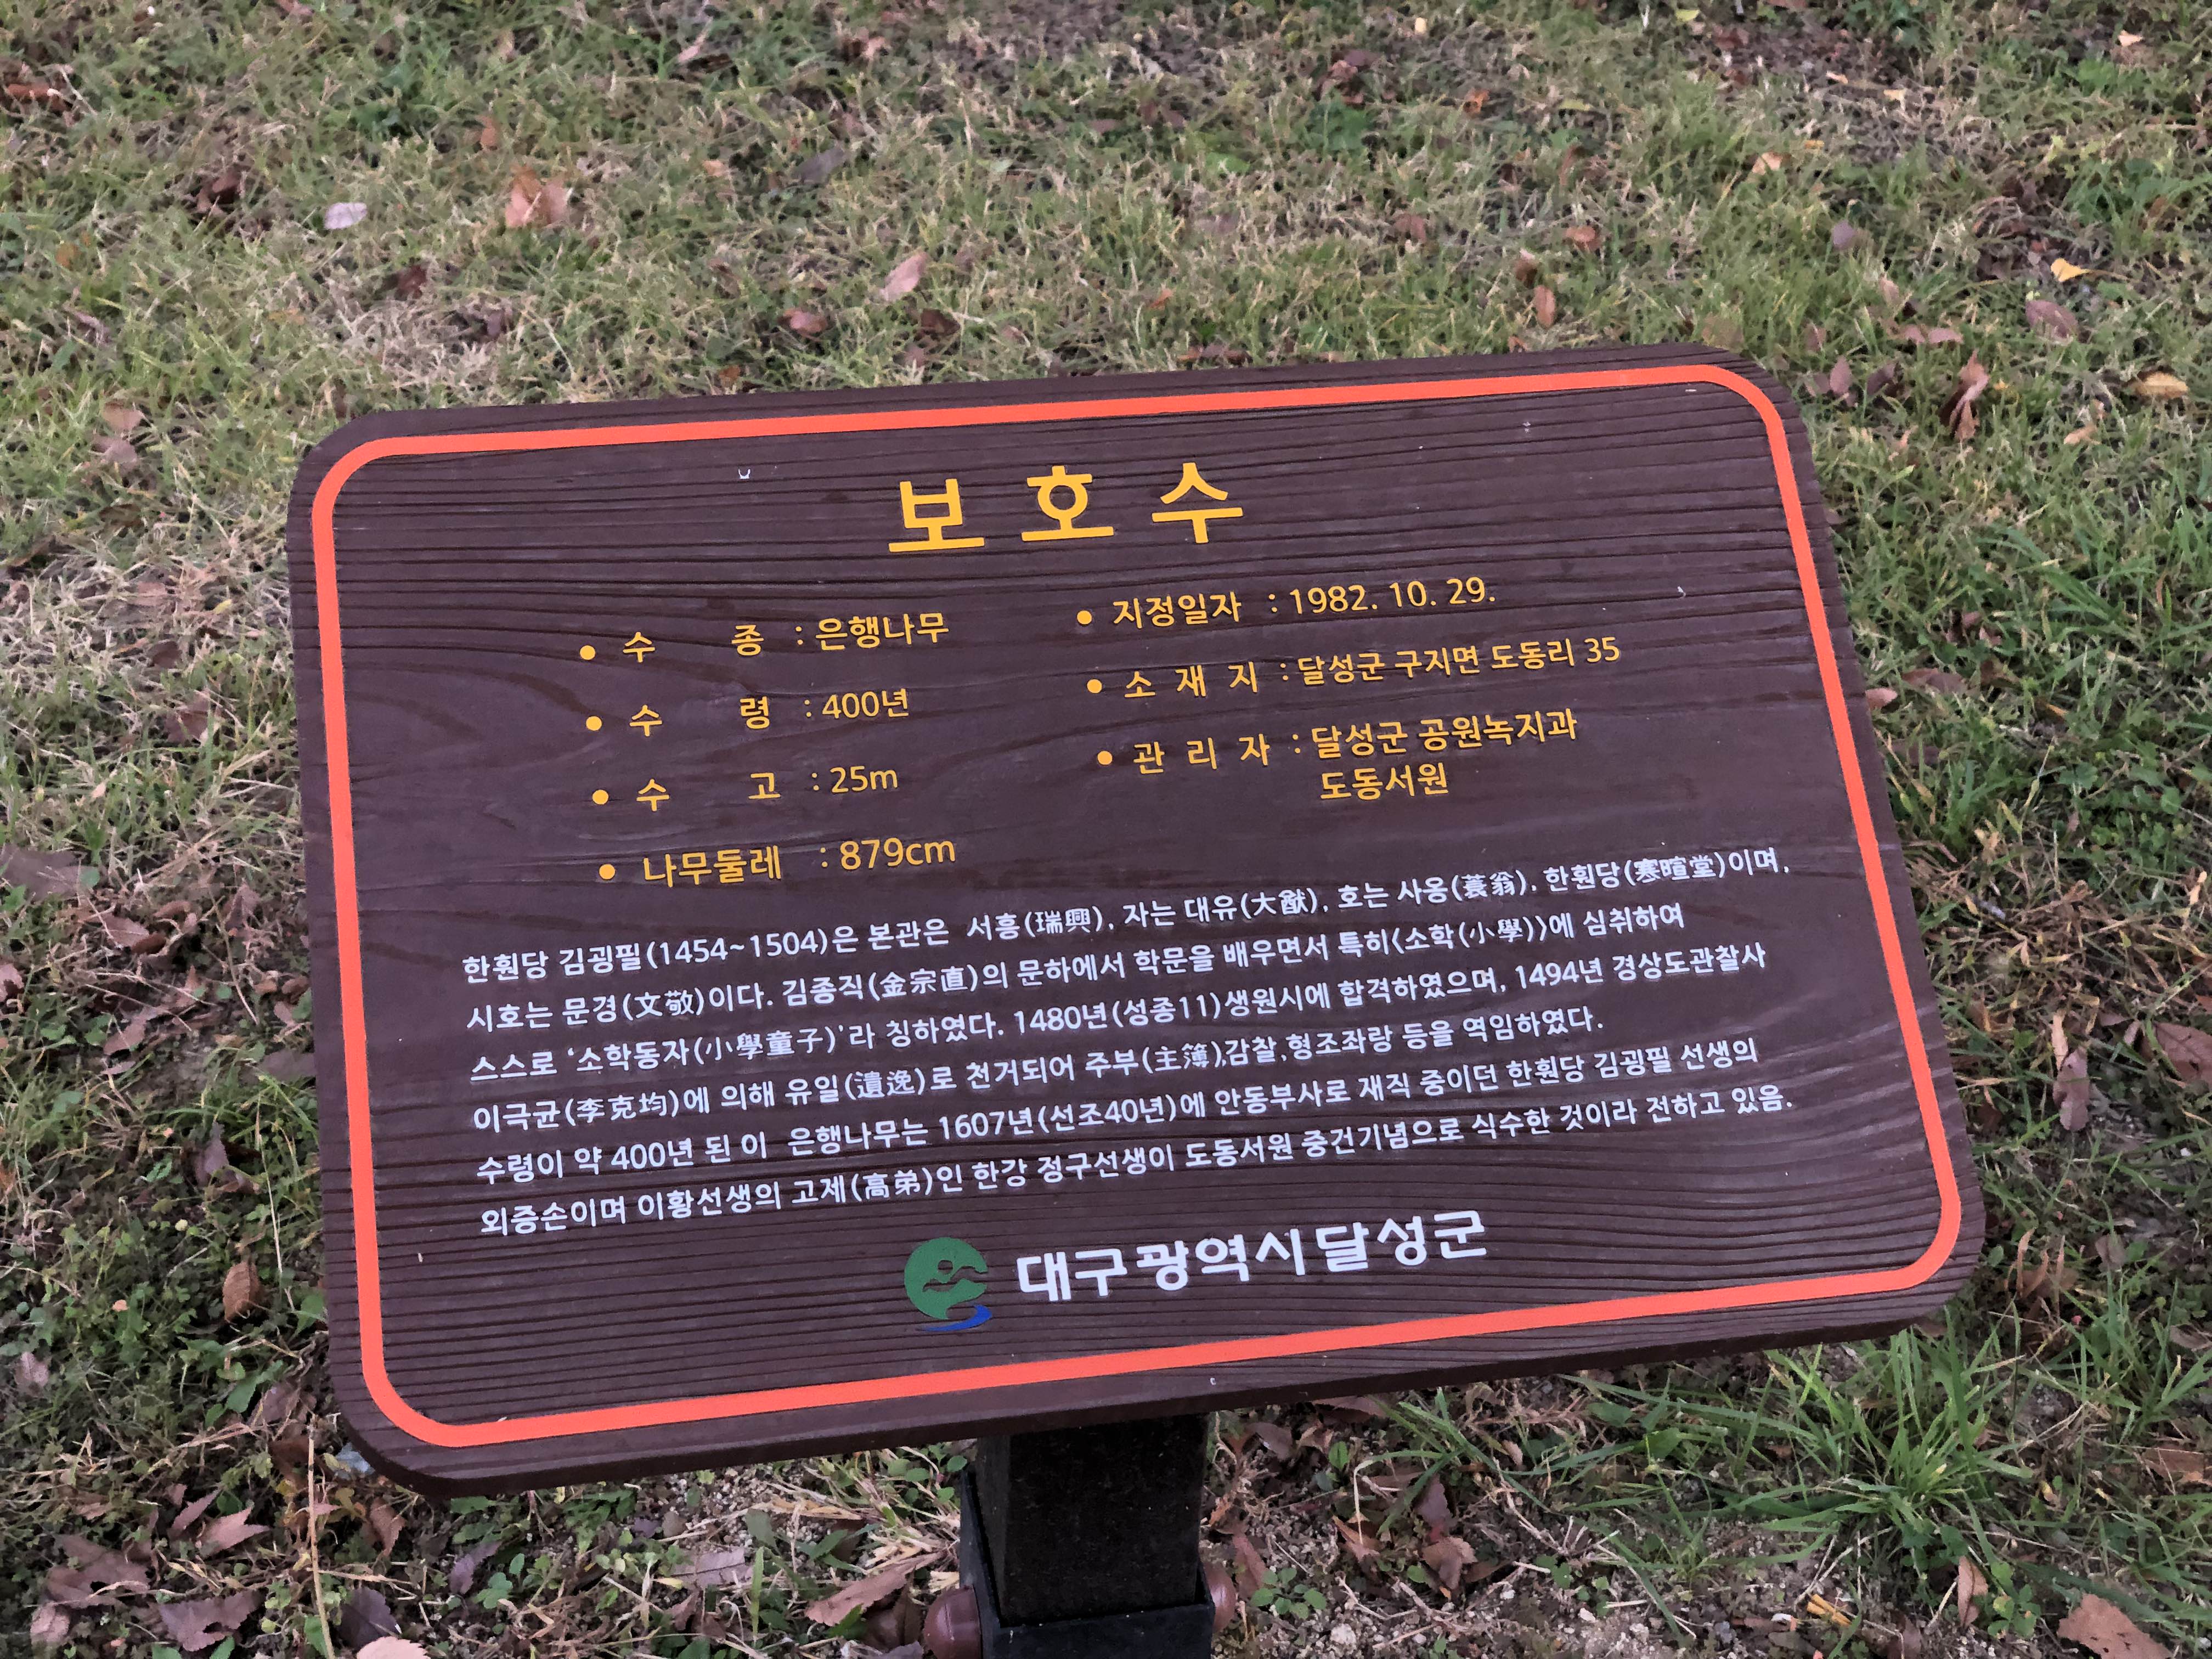 보호수
• 수 종 : 은행나무
• 수 령 : 400년
• 수 고 : 25m
• 나무둘레 : 879cm
• 지정일자 : 1982. 10. 29.
• 소 재 지 : 달성군 구지면 도동리 35
• 관 리 자 : 달성군 공원녹지과
도동서원
한훤당 김굉필(1454~1504)은 본관은 서흥(瑞興), 자는 대유(大猷), 호는 사옹(蓑翁), 한훤당(寒暄堂)이며,
시호는 문경(文敬)이다. 김종직(金宗直)의 문하에서 학문을 배우면서 특히〈소학(小學)〉에 심취하여
스스로 ‘소학동자(小學童子)’라 칭하였다. 1480년(성종11)생원시에 합격하였으며, 1494년 경상도관찰사
이극균(李克均)에 의해 유일(遺逸)로 천거되어 주부(主簿),감찰,형조좌랑 등을 역임하였다.
수령이 약 400년 된 이 은행나무는 1607년(선조40년)에 안동부사로 재직 중이던 한훤당 김굉필 선생의
외증손이며 이황선생의 고제(高弟)인 한강 정구선생이 도동서원 중건기념으로 식수한 것이라 전하고 있음.
대구광역시달성군